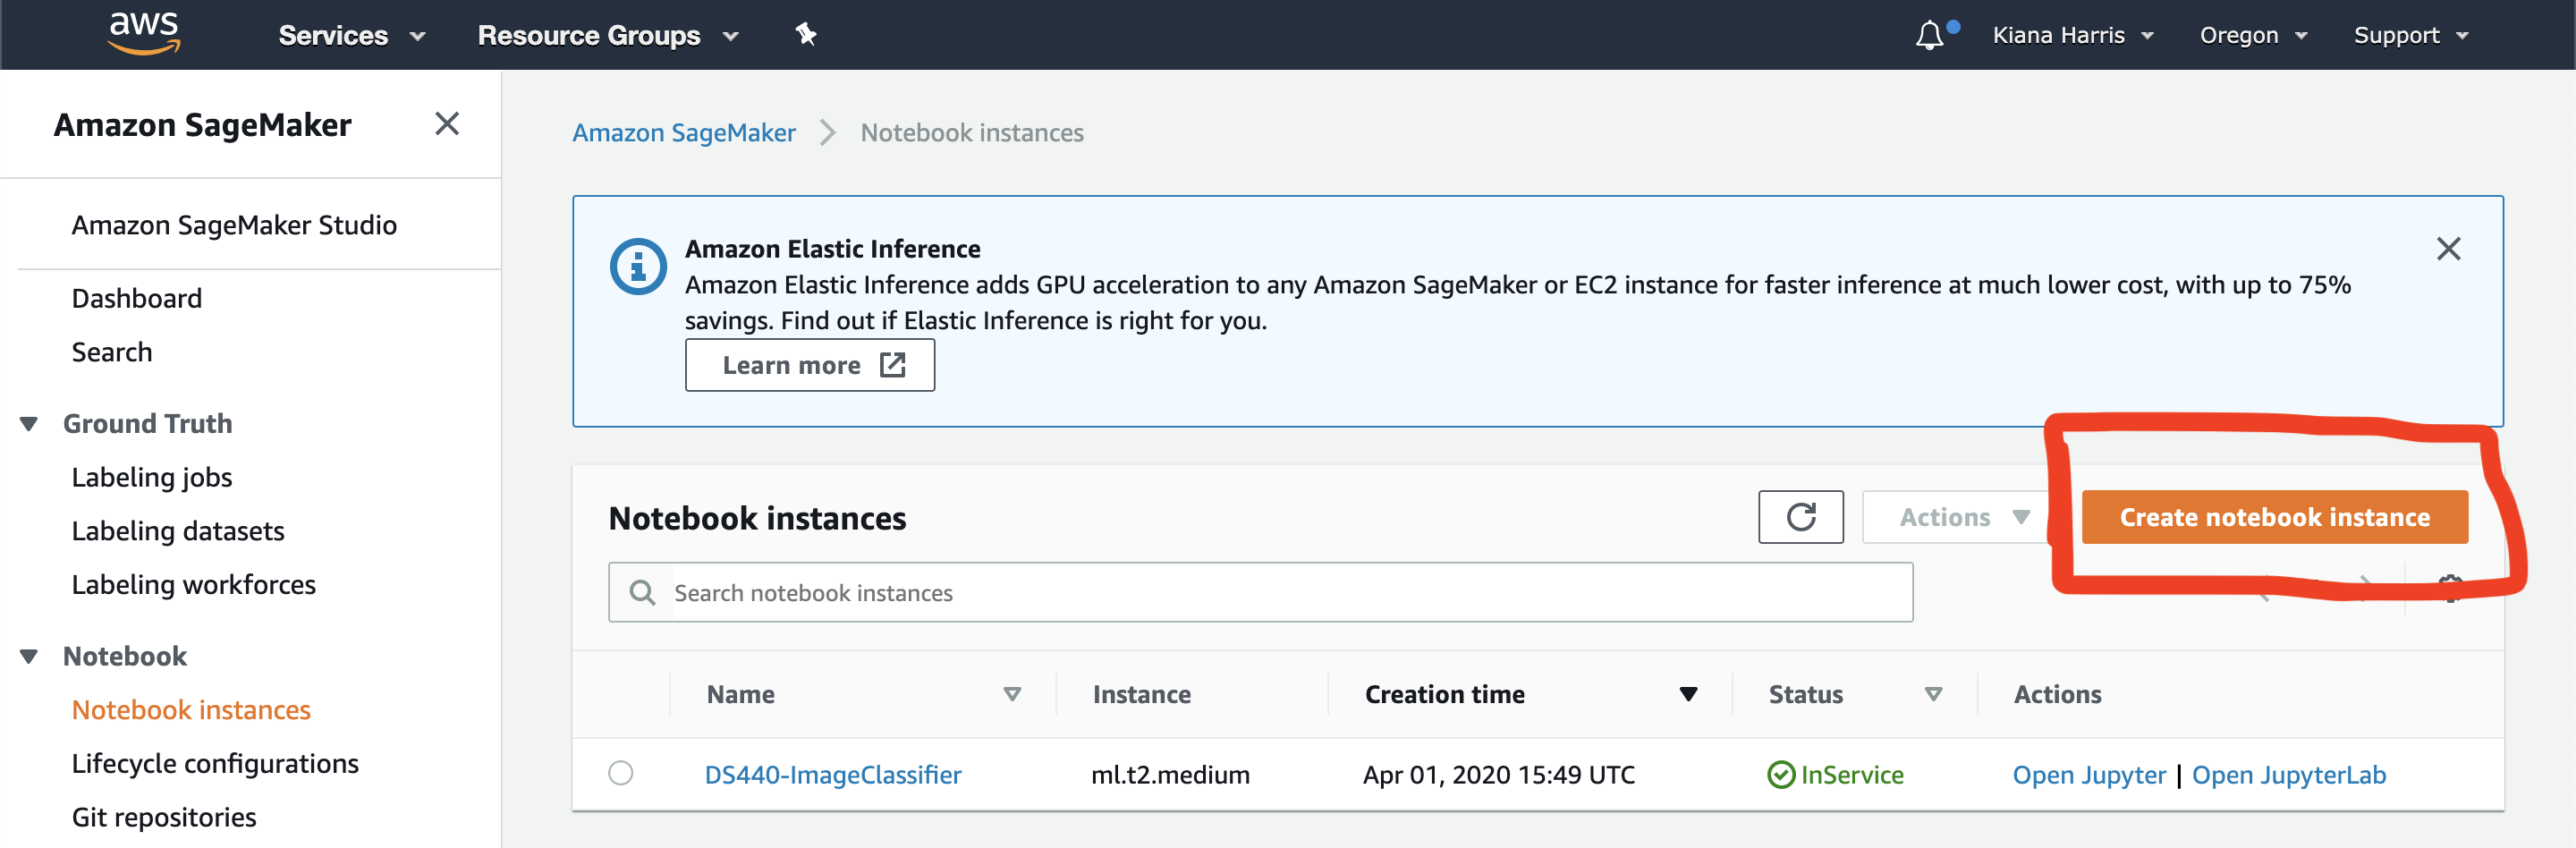 aws
Services
Resource Groups
Kiana Harris
Oregon
Support
Amazon SageMaker
Amazon SageMaker Studio
Dashboard
Search
Ground Truth
Labeling jobs
Labeling datasets
Labeling workforces
Notebook
Notebook instances
Lifecycle configurations
Git repositories
Amazon SageMaker > Notebook instances
Amazon Elastic Inference
Amazon Elastic Inference adds GPU acceleration to any Amazon SageMaker or EC2 instance for faster inference at much lower cost, with up to 75%
savings. Find out if Elastic Inference is right for you.
Learn more
Notebook instances
Actions
Create notebook instance
Search notebook instances
Name Instance Creation time Status Actions
DS440-ImageClassifier ml.t2.medium Apr 01, 2020 15:49 UTC InService Open Jupyter | Open JupyterLab